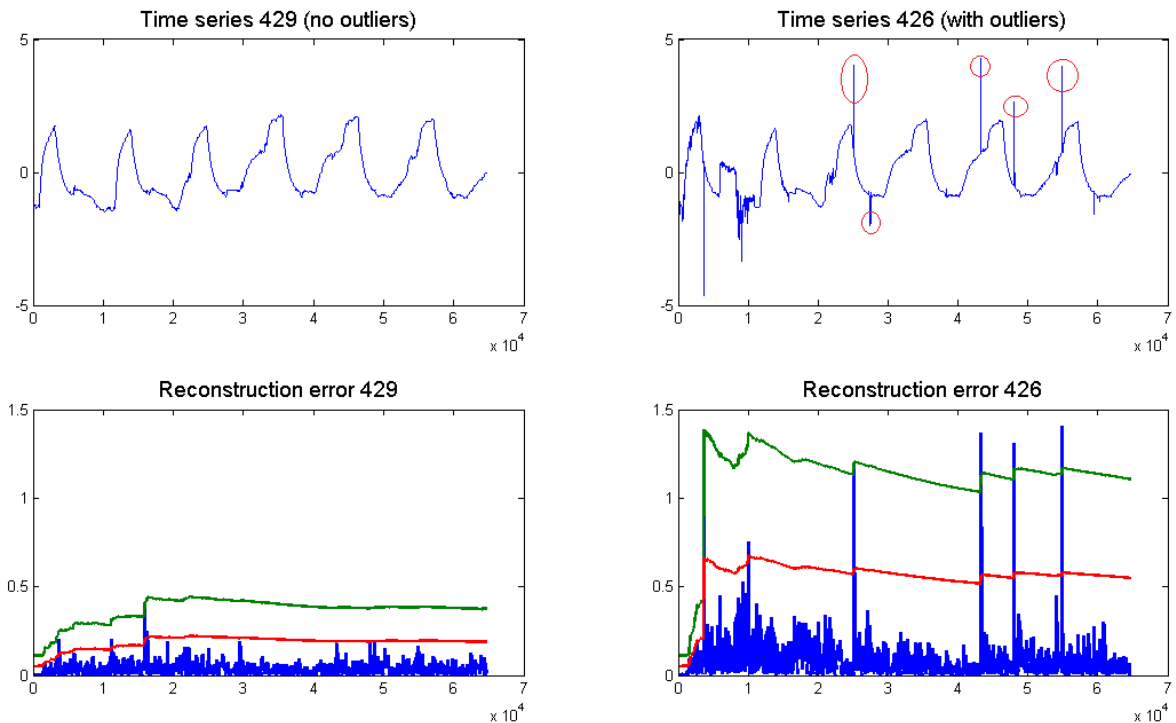 Time series 429 (no outliers)
5
0
-5
0 1 2 3 4 5 6 7
x 10^4
Time series 426 (with outliers)
5
0
-5
0 1 2 3 4 5 6 7
x 10^4
Reconstruction error 429
1.5
1
0.5
0
0 1 2 3 4 5 6 7
x 10^4
Reconstruction error 426
1.5
1
0.5
0
0 1 2 3 4 5 6 7
x 10^4